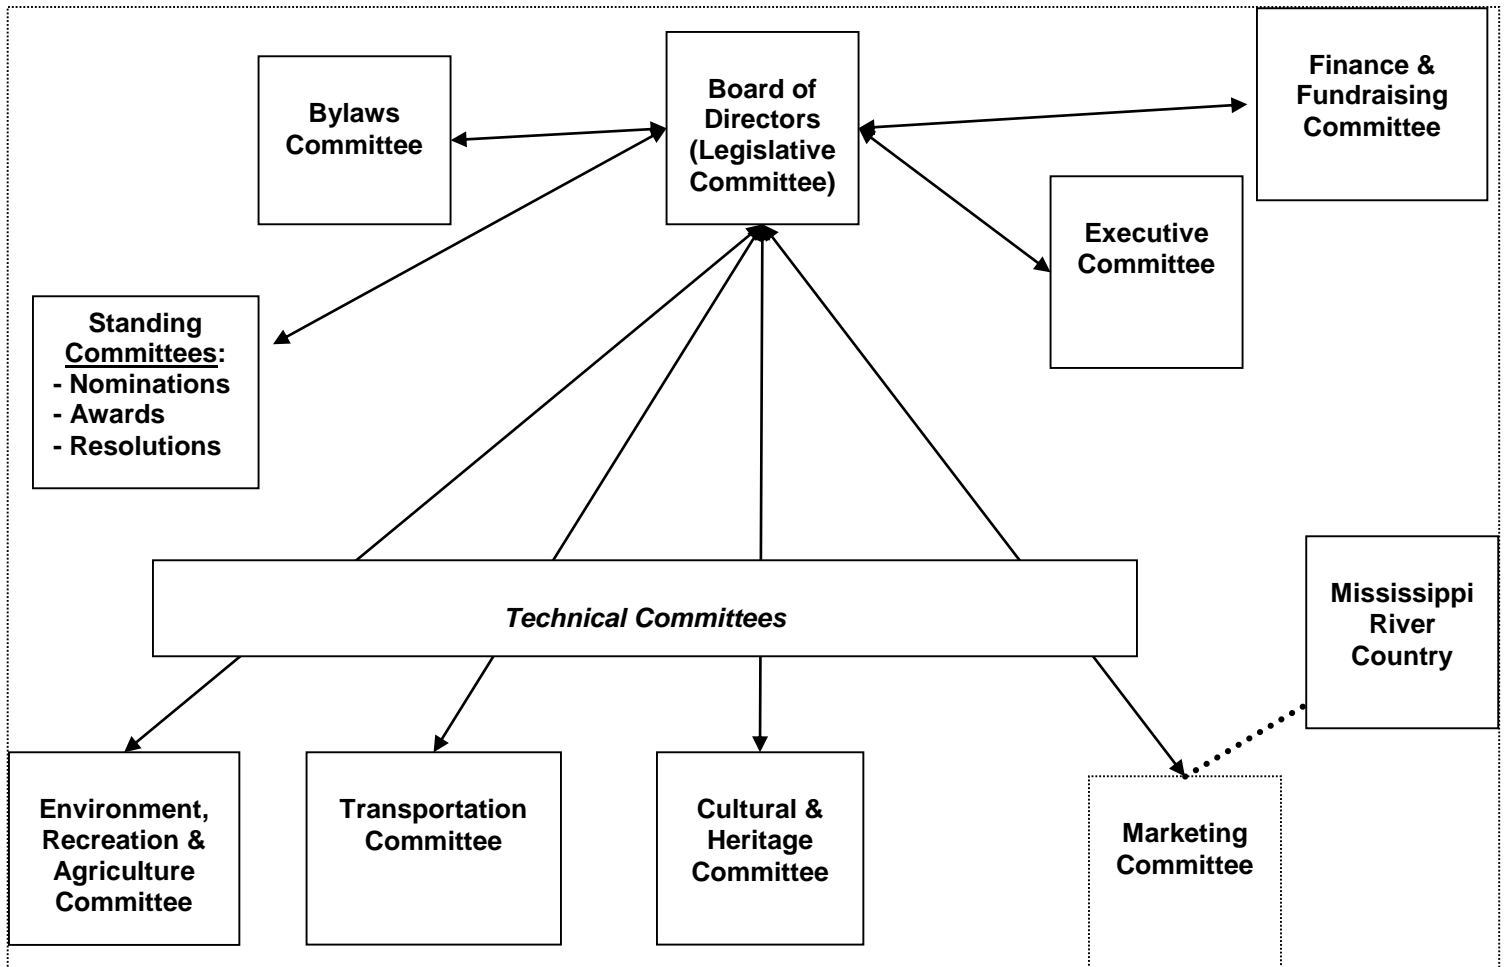 Bylaws
Committee
Board of
Directors
(Legislative
Committee)
Finance &
Fundraising
Committee
Executive
Committee
Standing
Committees:
- Nominations
- Awards
- Resolutions
Technical Committees
Mississippi
River
Country
Environment,
Recreation &
Agriculture
Committee
Transportation
Committee
Cultural &
Heritage
Committee
Marketing
Committee